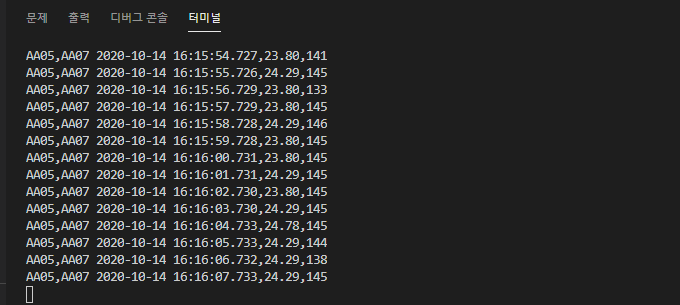 문제 출력 디버그 콘솔 터미널
AA05,AA07 2020-10-14 16:15:54.727,23.80,141
AA05,AA07 2020-10-14 16:15:55.726,24.29,145
AA05,AA07 2020-10-14 16:15:56.729,23.80,133
AA05,AA07 2020-10-14 16:15:57.729,23.80,145
AA05,AA07 2020-10-14 16:15:58.728,24.29,146
AA05,AA07 2020-10-14 16:15:59.728,23.80,145
AA05,AA07 2020-10-14 16:16:00.731,23.80,145
AA05,AA07 2020-10-14 16:16:01.731,24.29,145
AA05,AA07 2020-10-14 16:16:02.730,23.80,145
AA05,AA07 2020-10-14 16:16:03.730,24.29,145
AA05,AA07 2020-10-14 16:16:04.733,24.78,145
AA05,AA07 2020-10-14 16:16:05.733,24.29,144
AA05,AA07 2020-10-14 16:16:06.732,24.29,138
AA05,AA07 2020-10-14 16:16:07.733,24.29,145